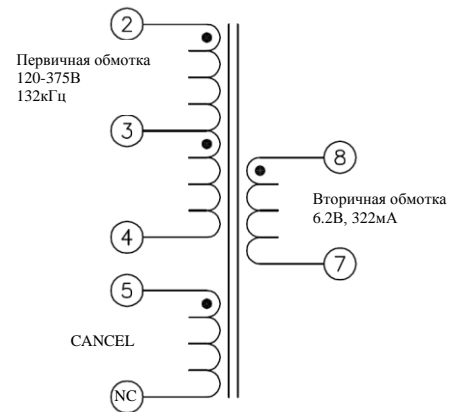 2
Первичная обмотка
120-375В
132кГц
3
8
Вторичная обмотка
6.2В, 322мА
4
7
5
CANCEL
NC